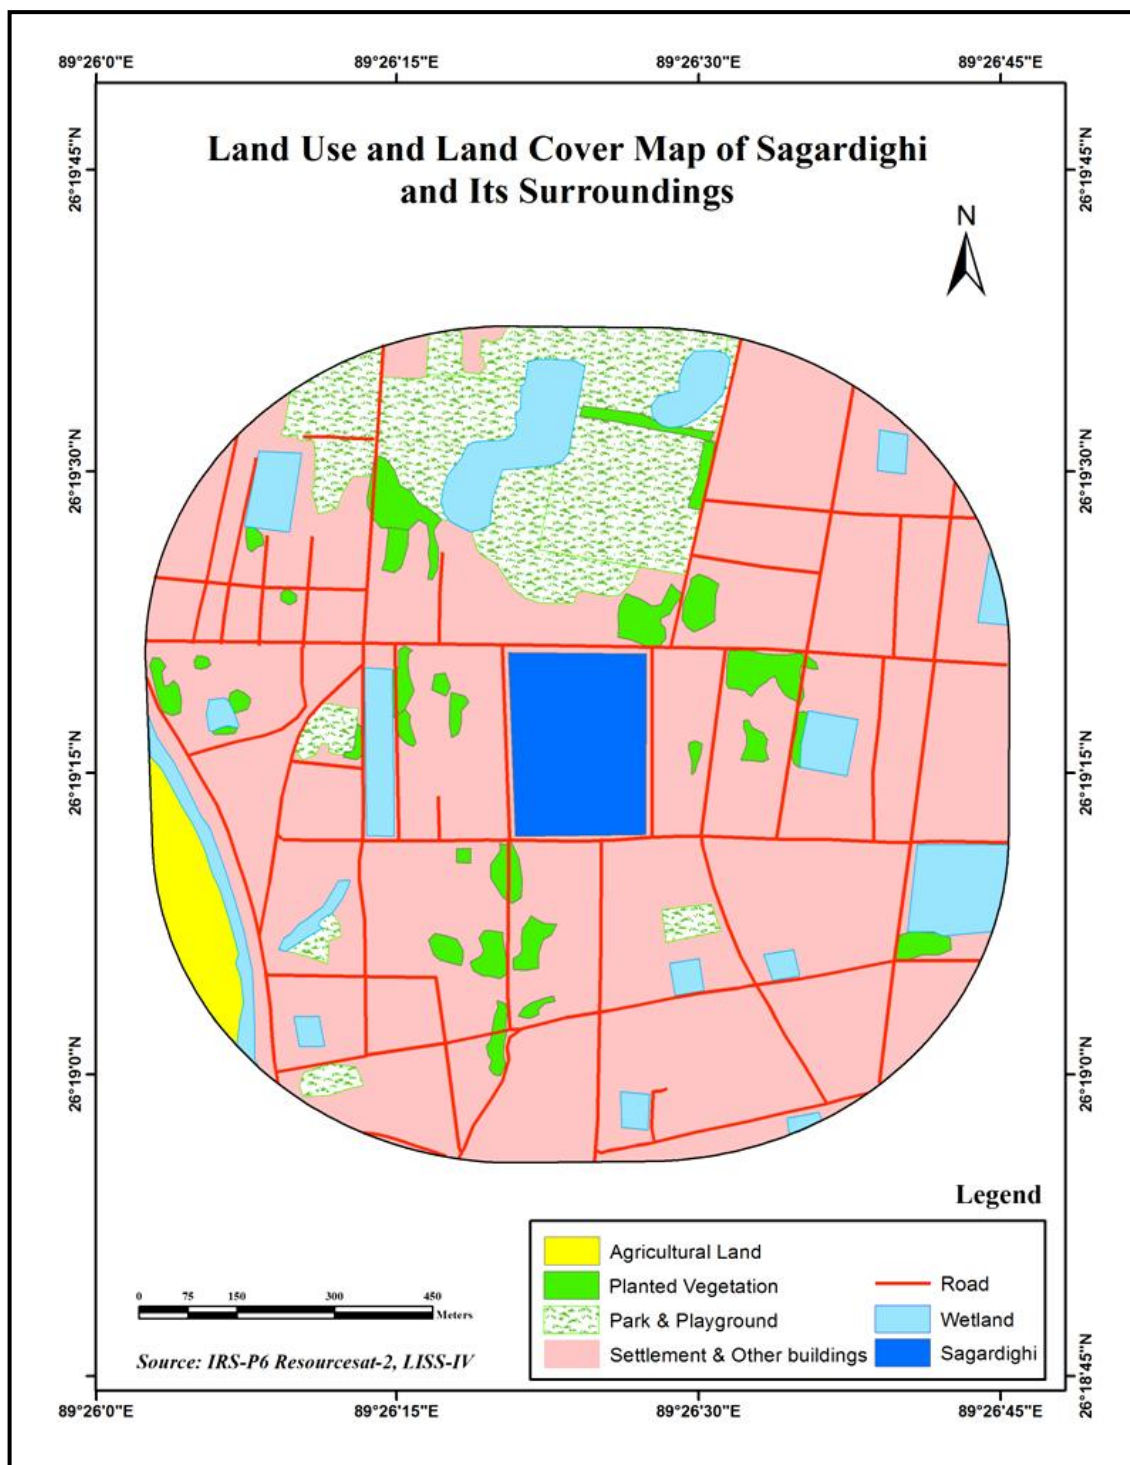 89°26'0"E 89°26'15"E 89°26'30"E 89°26'45"E
Land Use and Land Cover Map of Sagardighi
and Its Surroundings
N
26°19'45"N 26°19'45"N
26°19'30"N 26°19'30"N
26°19'15"N 26°19'15"N
26°19'0"N 26°19'0"N
Legend
Agricultural Land
Planted Vegetation
Park & Playground
Settlement & Other buildings
Road
Wetland
Sagardighi
0 75 150 300 450
Meters
Source: IRS-P6 Resourcesat-2, LISS-IV
26°18'45"N
89°26'0"E 89°26'15"E 89°26'30"E 89°26'45"E